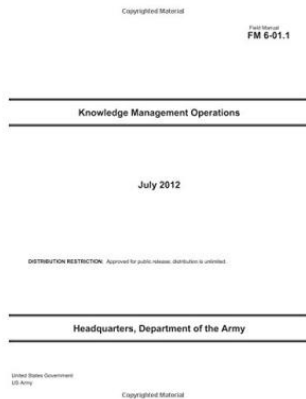 Copyrighted Material
Field Manual
FM 6-01.1
Knowledge Management Operations
July 2012
DISTRIBUTION RESTRICTION: Approved for public release; distribution is unlimited.
Headquarters, Department of the Army
United States Government
US Army
Copyrighted Material